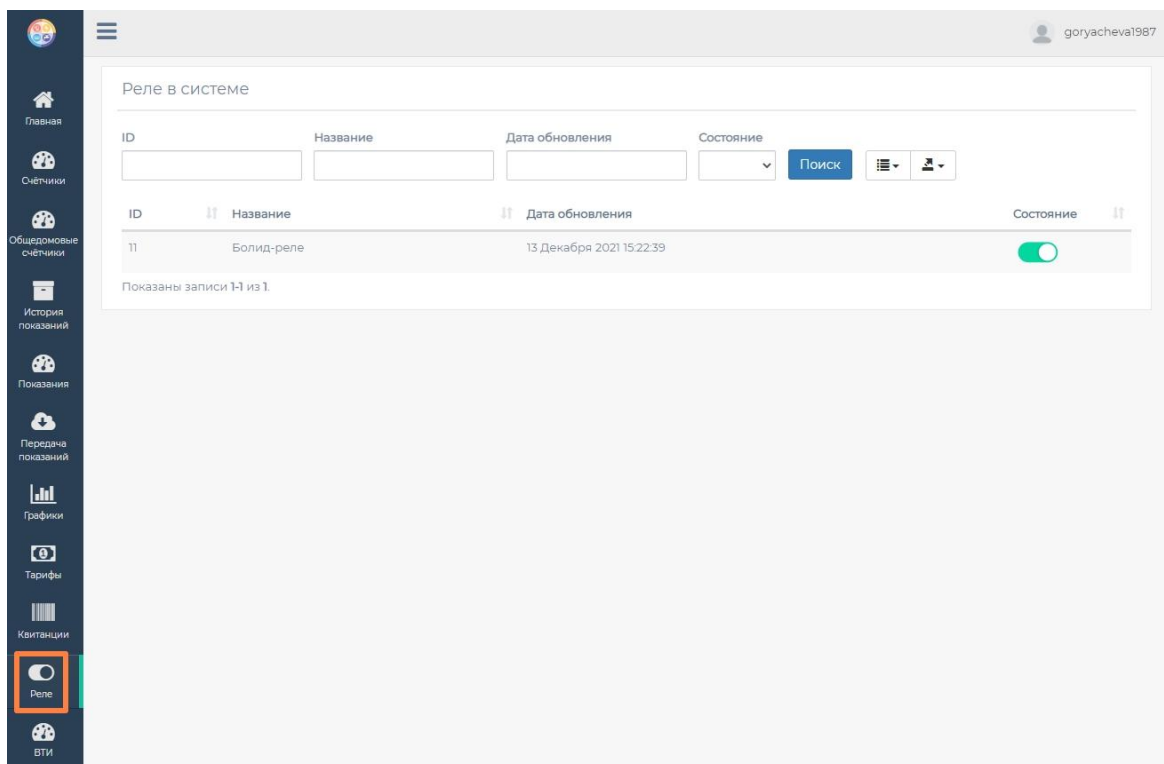 goryacheva1987
Главная
Счётчики
Общедомовые
счётчики
История
показаний
Показания
Передача
показаний
Графики
Тарифы
Квитанции
Реле
ВТИ
Реле в системе
ID Название Дата обновления Состояние
Поиск
ID Название Дата обновления Состояние
11 Болид-реле 13 Декабря 2021 15:22:39
Показаны записи 1-1 из 1.